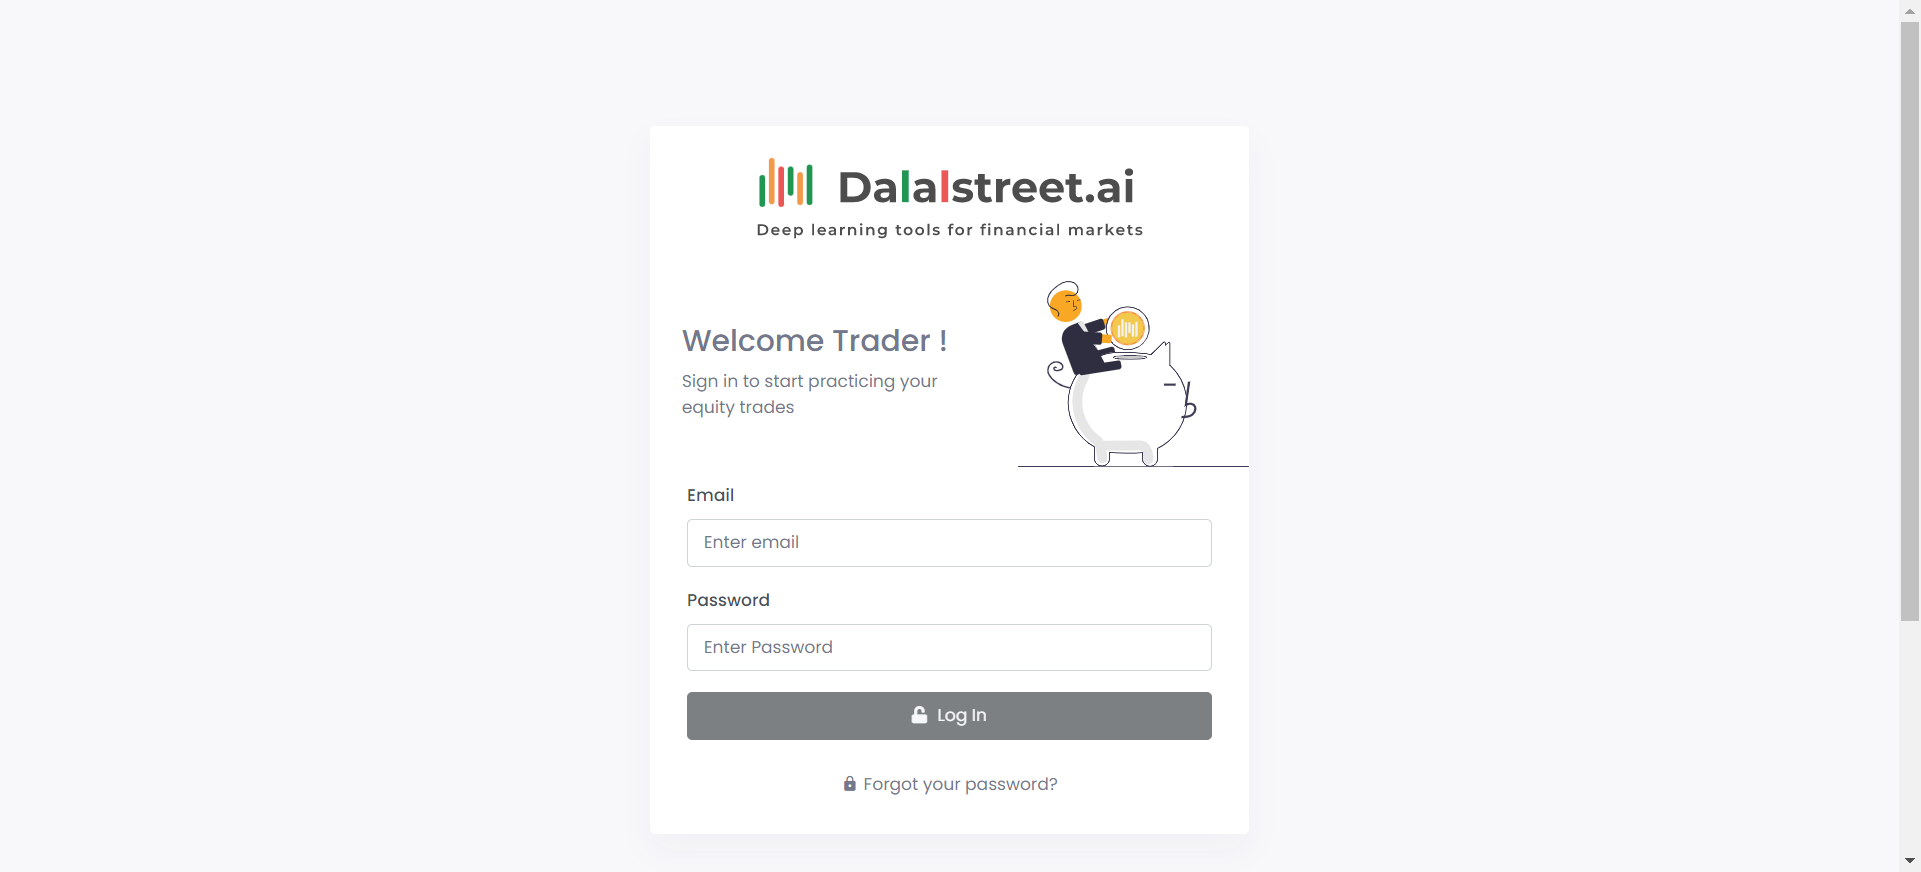 Dalalstreet.ai
Deep learning tools for financial markets
Welcome Trader !
Sign in to start practicing your
equity trades
Email
Enter email
Password
Enter Password
Log In
Forgot your password?